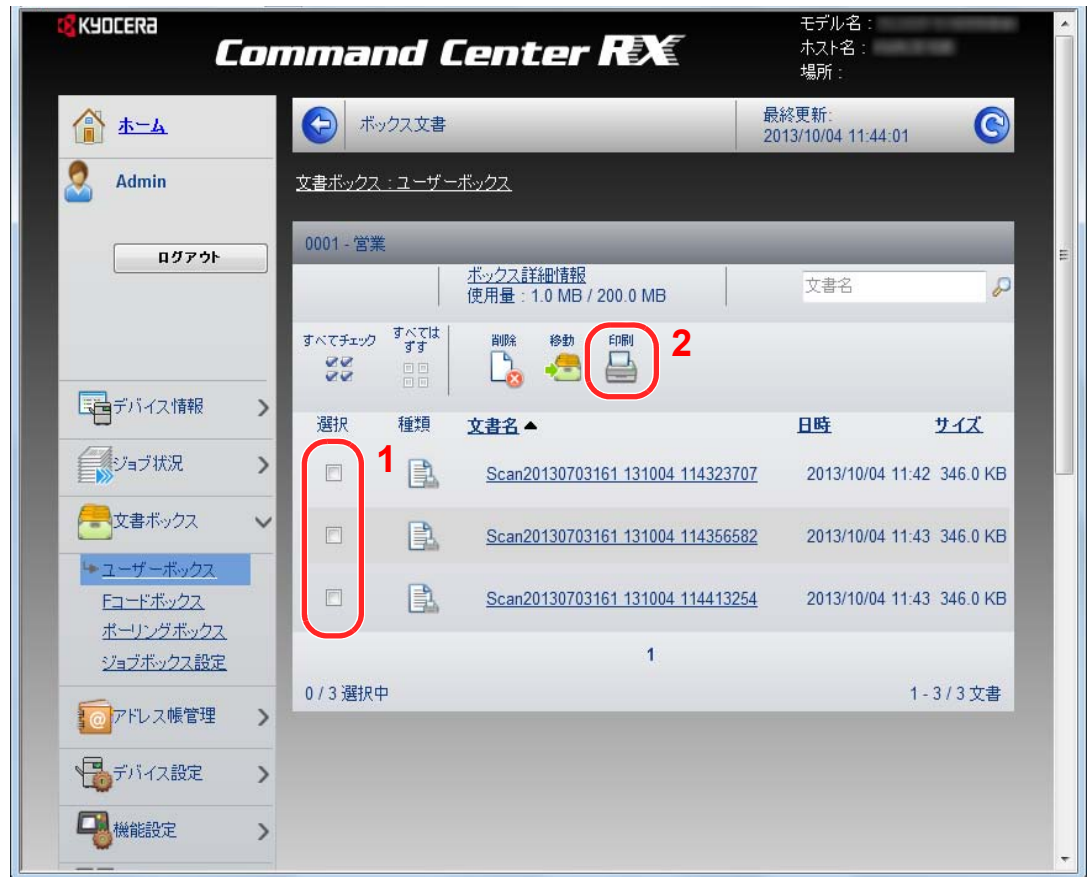 KYOCERA
Command Center RX
モデル名 :
ホスト名 :
場所 :
ホーム
Admin
ログアウト
デバイス情報
ジョブ状況
文書ボックス
ユーザーボックス
Fコードボックス
ポーリングボックス
ジョブボックス設定
アドレス帳管理
デバイス設定
機能設定
ボックス文書
最終更新:
2013/10/04 11:44:01
文書ボックス : ユーザーボックス
0001 - 営業
ボックス詳細情報
使用量 : 1.0 MB / 200.0 MB
文書名
すべてチェック
すべては
ずす
削除
移動
印刷
2
選択 種類 文書名 ▲ 日時 サイズ
1
Scan20130703161 131004 114323707 2013/10/04 11:42 346.0 KB
Scan20130703161 131004 114356582 2013/10/04 11:43 346.0 KB
Scan20130703161 131004 114413254 2013/10/04 11:43 346.0 KB
1
0 / 3 選択中
1 - 3 / 3 文書